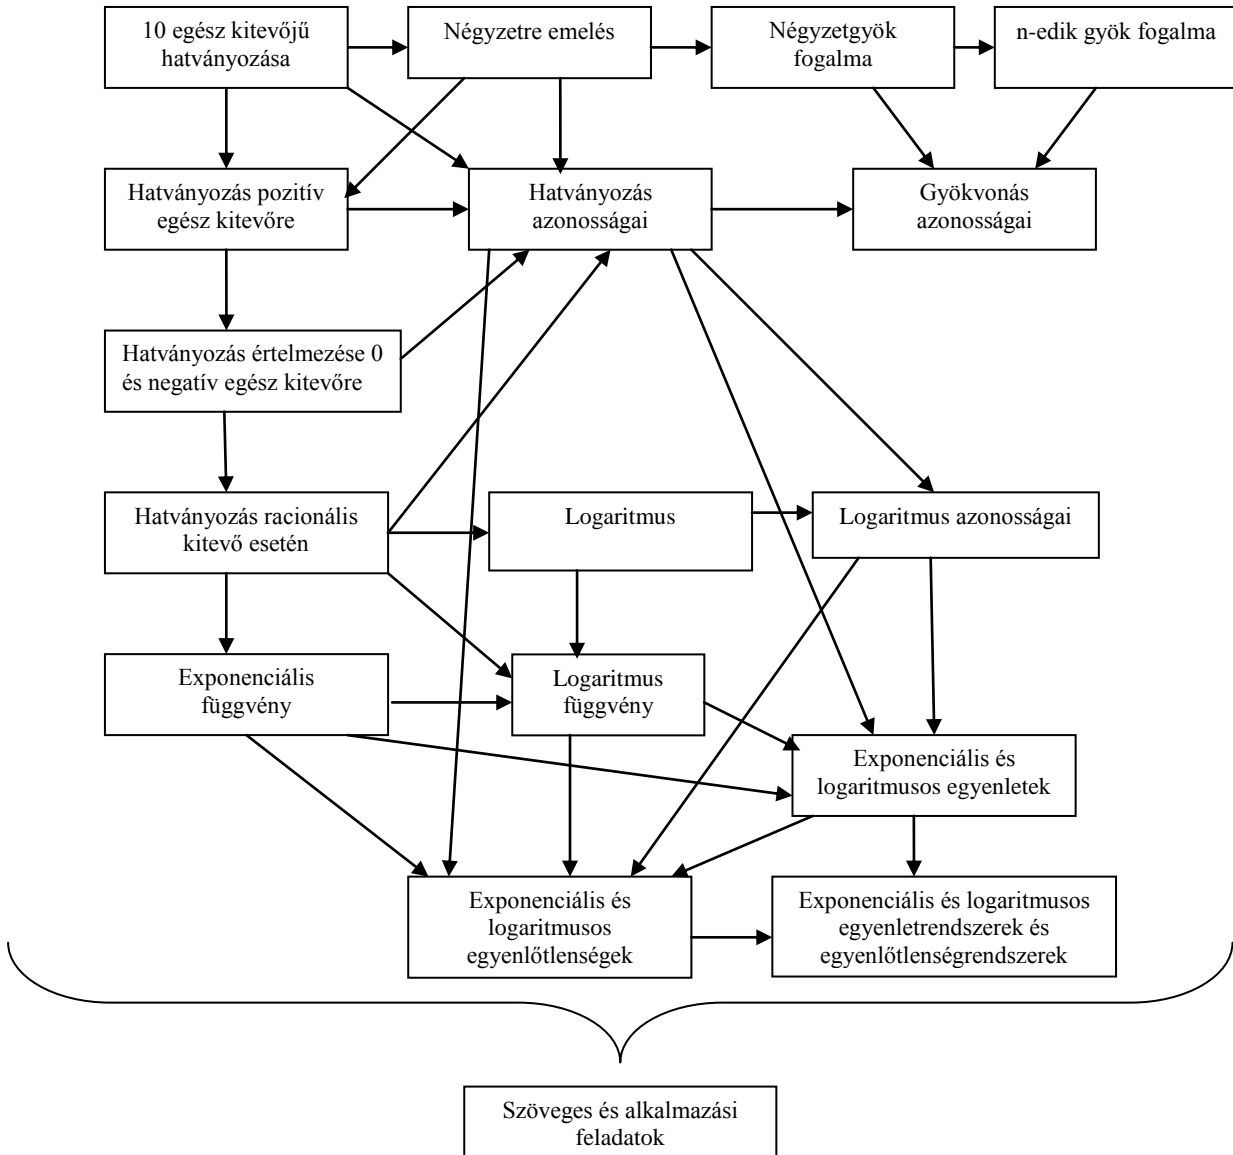 10 egész kitevőjű
hatványozása
Négyzetre emelés
Négyzetgyök
fogalma
n-edik gyök fogalma
Hatványozás pozitív
egész kitevőre
Hatványozás
azonosságai
Gyökvonás
azonosságai
Hatványozás értelmezése 0
és negatív egész kitevőre
Hatványozás racionális
kitevő esetén
Logaritmus
Logaritmus azonosságai
Exponenciális
függvény
Logaritmus
függvény
Exponenciális és
logaritmusos egyenletek
Exponenciális és
logaritmusos
egyenlőtlenségek
Exponenciális és logaritmusos
egyenletrendszerek és
egyenlőtlenségrendszerek
Szöveges és alkalmazási
feladatok